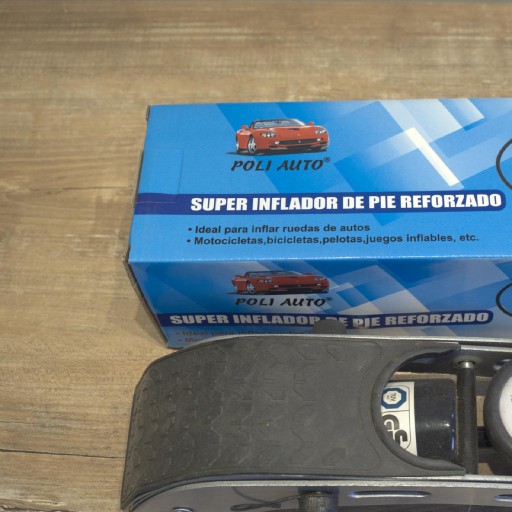 POLI AUTO®
SUPER INFLADOR DE PIE REFORZADO
• Ideal para inflar ruedas de autos
• Motocicletas,bicicletas,pelotas,juegos inflables, etc.
POLI AUTO®
SUPER INFLADOR DE PIE REFORZADO
GS